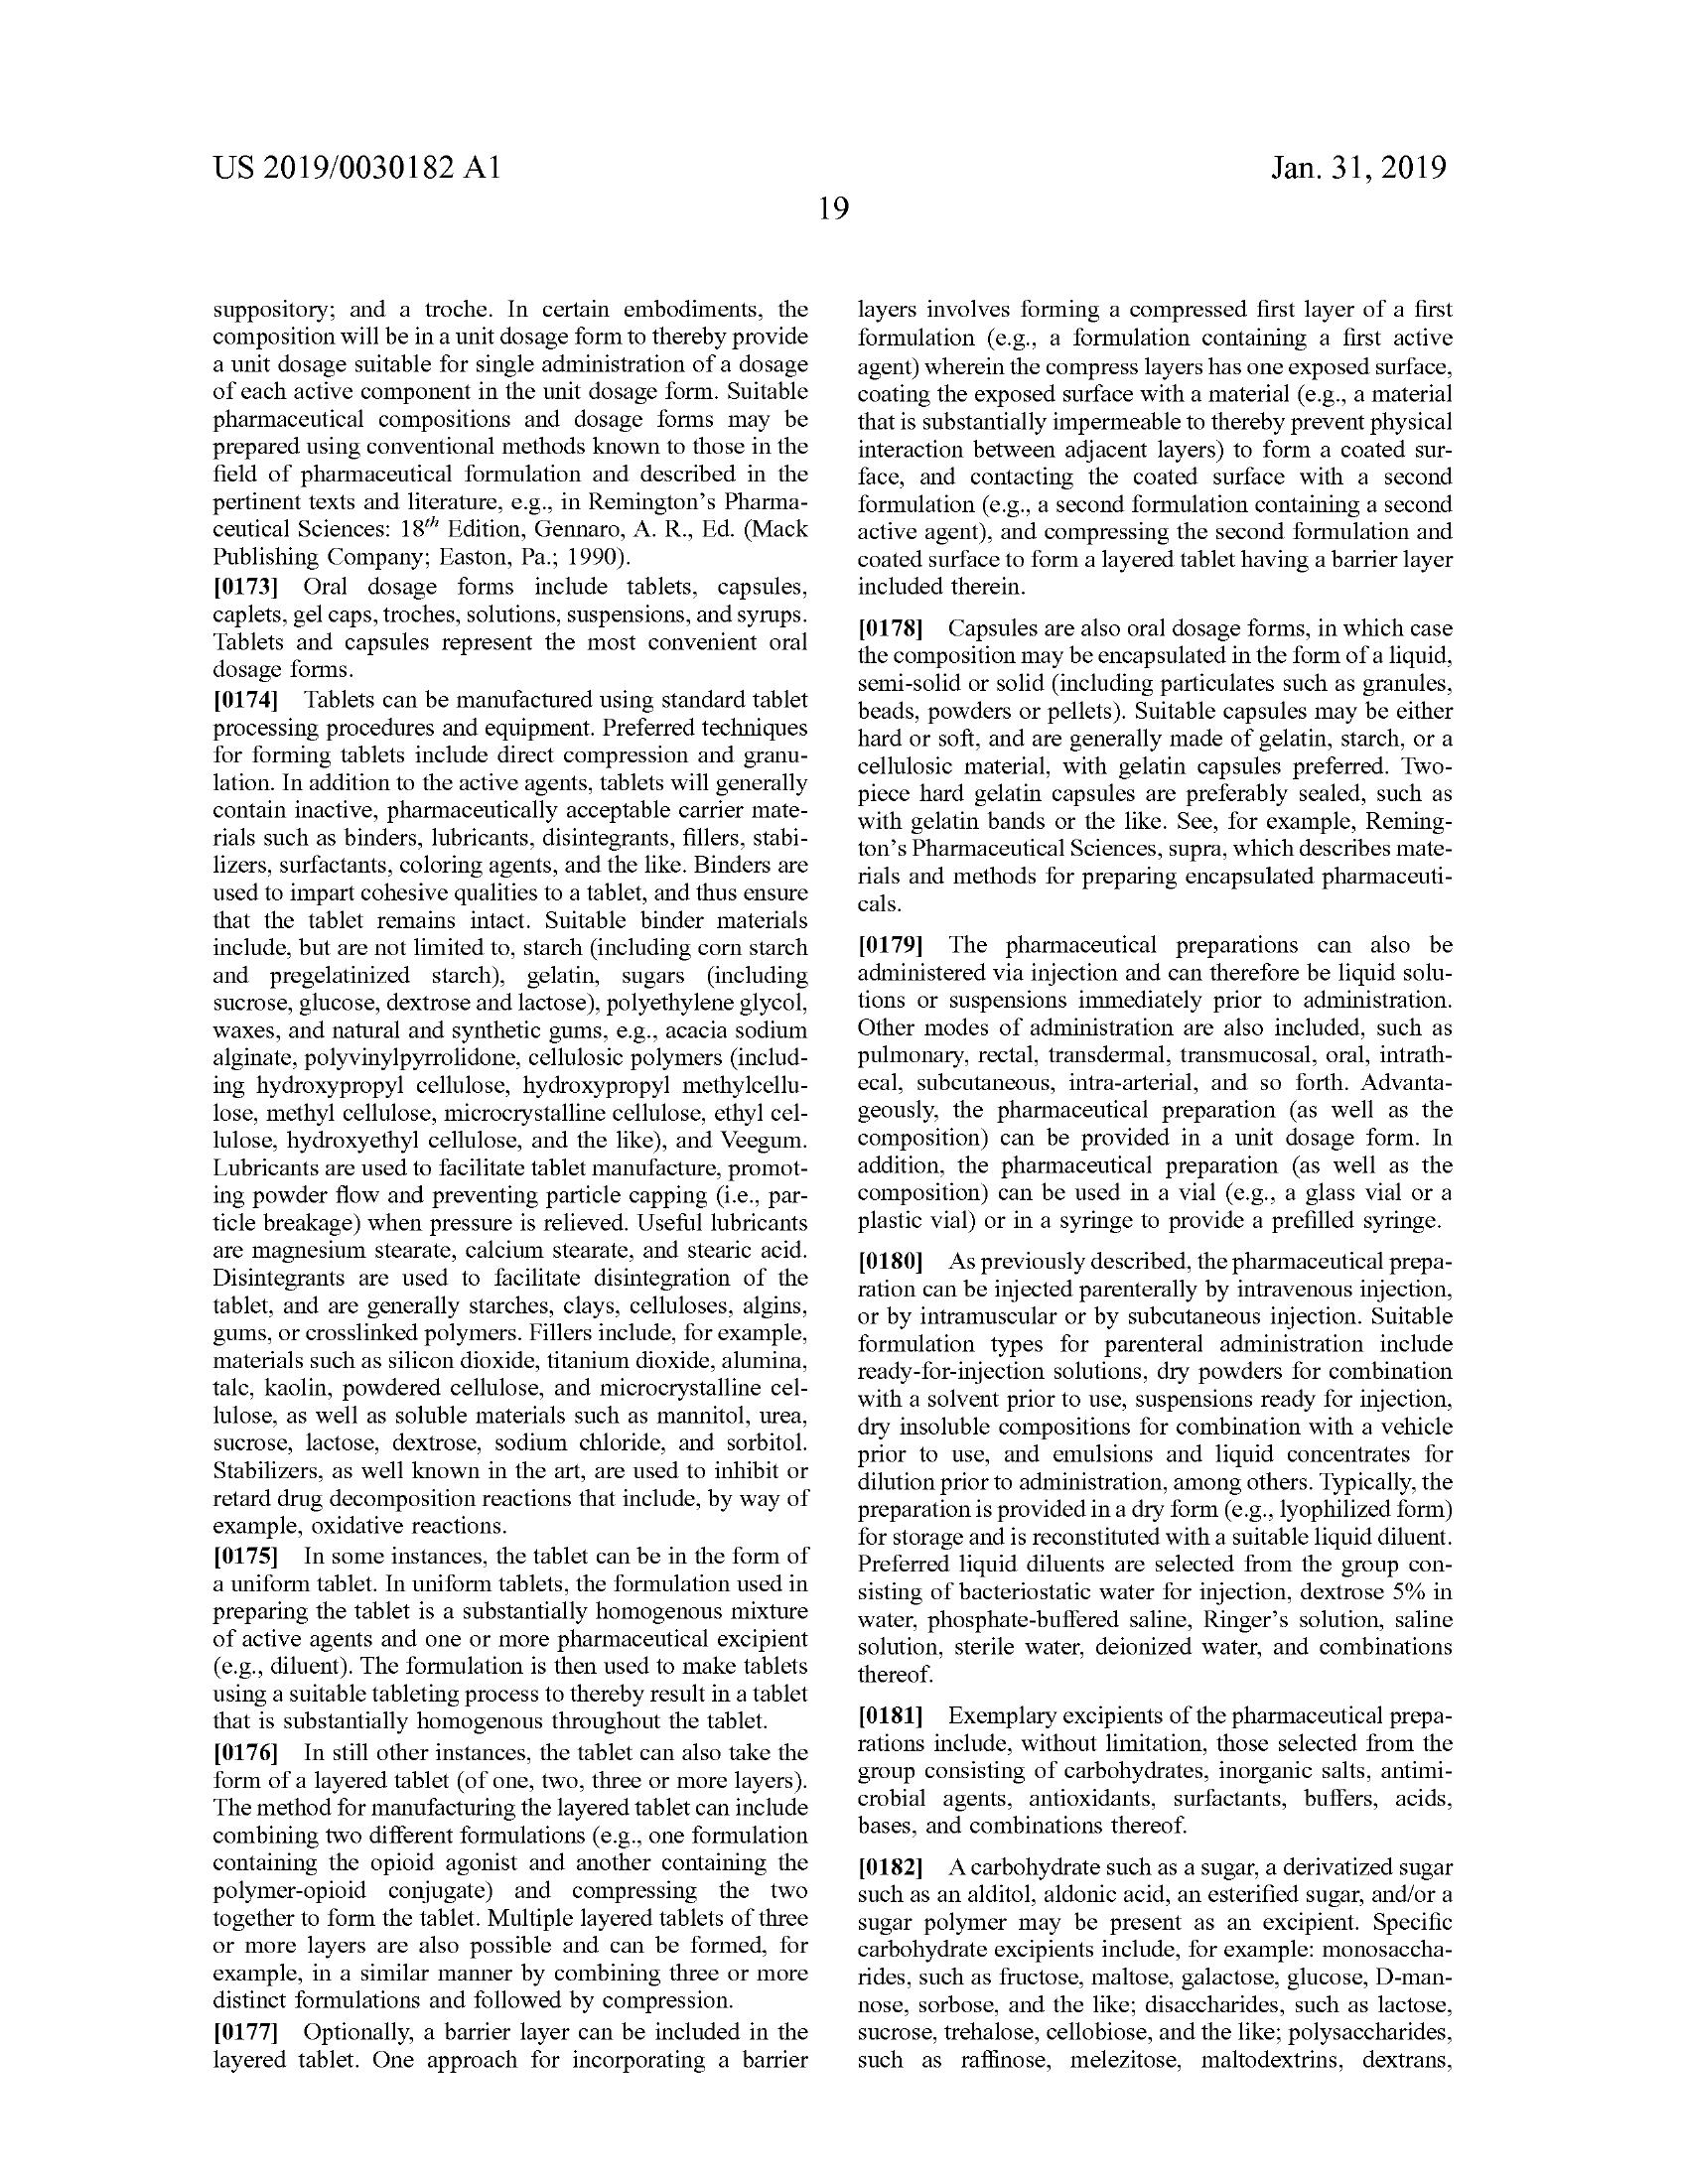 US 2019/0030182 A1
Jan. 31, 2019
19
suppository; and a troche. In certain embodiments, the
composition will be in a unit dosage form to thereby provide
a unit dosage suitable for single administration of a dosage
of each active component in the unit dosage form. Suitable
pharmaceutical compositions and dosage forms may be
prepared using conventional methods known to those in the
field of pharmaceutical formulation and described in the
pertinent texts and literature, e.g., in Remington's Pharma-
ceutical Sciences: 18th Edition, Gennaro, A. R., Ed. (Mack
Publishing Company; Easton, Pa.; 1990).
[0173] Oral dosage forms include tablets, capsules,
caplets, gel caps, troches, solutions, suspensions, and syrups.
Tablets and capsules represent the most convenient oral
dosage forms.
[0174] Tablets can be manufactured using standard tablet
processing procedures and equipment. Preferred techniques
for forming tablets include direct compression and granu-
lation. In addition to the active agents, tablets will generally
contain inactive, pharmaceutically acceptable carrier mate-
rials such as binders, lubricants, disintegrants, fillers, stabi-
lizers, surfactants, coloring agents, and the like. Binders are
used to impart cohesive qualities to a tablet, and thus ensure
that the tablet remains intact. Suitable binder materials
include, but are not limited to, starch (including corn starch
and pregelatinized starch), gelatin, sugars (including
sucrose, glucose, dextrose and lactose), polyethylene glycol,
waxes, and natural and synthetic gums, e.g., acacia sodium
alginate, polyvinylpyrrolidone, cellulosic polymers (includ-
ing hydroxypropyl cellulose, hydroxypropyl methylcellu-
lose, methyl cellulose, microcrystalline cellulose, ethyl cel-
lulose, hydroxyethyl cellulose, and the like), and Veegum.
Lubricants are used to facilitate tablet manufacture, promot-
ing powder flow and preventing particle capping (i.e., par-
ticle breakage) when pressure is relieved. Useful lubricants
are magnesium stearate, calcium stearate, and stearic acid.
Disintegrants are used to facilitate disintegration of the
tablet, and are generally starches, clays, celluloses, algins,
gums, or crosslinked polymers. Fillers include, for example,
materials such as silicon dioxide, titanium dioxide, alumina,
talc, kaolin, powdered cellulose, and microcrystalline cel-
lulose, as well as soluble materials such as mannitol, urea,
sucrose, lactose, dextrose, sodium chloride, and sorbitol.
Stabilizers, as well known in the art, are used to inhibit or
retard drug decomposition reactions that include, by way of
example, oxidative reactions.
[0175] In some instances, the tablet can be in the form of
a uniform tablet. In uniform tablets, the formulation used in
preparing the tablet is a substantially homogenous mixture
of active agents and one or more pharmaceutical excipient
(e.g., diluent). The formulation is then used to make tablets
using a suitable tableting process to thereby result in a tablet
that is substantially homogenous throughout the tablet.
[0176] In still other instances, the tablet can also take the
form of a layered tablet (of one, two, three or more layers).
The method for manufacturing the layered tablet can include
combining two different formulations (e.g., one formulation
containing the opioid agonist and another containing the
polymer-opioid conjugate) and compressing the two
together to form the tablet. Multiple layered tablets of three
or more layers are also possible and can be formed, for
example, in a similar manner by combining three or more
distinct formulations and followed by compression.
[0177] Optionally, a barrier layer can be included in the
layered tablet. One approach for incorporating a barrier
layers involves forming a compressed first layer of a first
formulation (e.g., a formulation containing a first active
agent) wherein the compress layers has one exposed surface,
coating the exposed surface with a material (e.g., a material
that is substantially impermeable to thereby prevent physical
interaction between adjacent layers) to form a coated sur-
face, and contacting the coated surface with a second
formulation (e.g., a second formulation containing a second
active agent), and compressing the second formulation and
coated surface to form a layered tablet having a barrier layer
included therein.
[0178] Capsules are also oral dosage forms, in which case
the composition may be encapsulated in the form of a liquid,
semi-solid or solid (including particulates such as granules,
beads, powders or pellets). Suitable capsules may be either
hard or soft, and are generally made of gelatin, starch, or a
cellulosic material, with gelatin capsules preferred. Two-
piece hard gelatin capsules are preferably sealed, such as
with gelatin bands or the like. See, for example, Reming-
ton's Pharmaceutical Sciences, supra, which describes mate-
rials and methods for preparing encapsulated pharmaceuti-
cals.
[0179] The pharmaceutical preparations can also be
administered via injection and can therefore be liquid solu-
tions or suspensions immediately prior to administration.
Other modes of administration are also included, such as
pulmonary, rectal, transdermal, transmucosal, oral, intrath-
ecal, subcutaneous, intra-arterial, and so forth. Advanta-
geously, the pharmaceutical preparation (as well as the
composition) can be provided in a unit dosage form. In
addition, the pharmaceutical preparation (as well as the
composition) can be used in a vial (e.g., a glass vial or a
plastic vial) or in a syringe to provide a prefilled syringe.
[0180] As previously described, the pharmaceutical prepa-
ration can be injected parenterally by intravenous injection,
or by intramuscular or by subcutaneous injection. Suitable
formulation types for parenteral administration include
ready-for-injection solutions, dry powders for combination
with a solvent prior to use, suspensions ready for injection,
dry insoluble compositions for combination with a vehicle
prior to use, and emulsions and liquid concentrates for
dilution prior to administration, among others. Typically, the
preparation is provided in a dry form (e.g., lyophilized form)
for storage and is reconstituted with a suitable liquid diluent.
Preferred liquid diluents are selected from the group con-
sisting of bacteriostatic water for injection, dextrose 5% in
water, phosphate-buffered saline, Ringer's solution, saline
solution, sterile water, deionized water, and combinations
thereof.
[0181] Exemplary excipients of the pharmaceutical prepa-
rations include, without limitation, those selected from the
group consisting of carbohydrates, inorganic salts, antimi-
crobial agents, antioxidants, surfactants, buffers, acids,
bases, and combinations thereof.
[0182] A carbohydrate such as a sugar, a derivatized sugar
such as an alditol, aldonic acid, an esterified sugar, and/or a
sugar polymer may be present as an excipient. Specific
carbohydrate excipients include, for example: monosaccha-
rides, such as fructose, maltose, galactose, glucose, D-man-
nose, sorbose, and the like; disaccharides, such as lactose,
sucrose, trehalose, cellobiose, and the like; polysaccharides,
such as raffinose, melezitose, maltodextrins, dextrans,